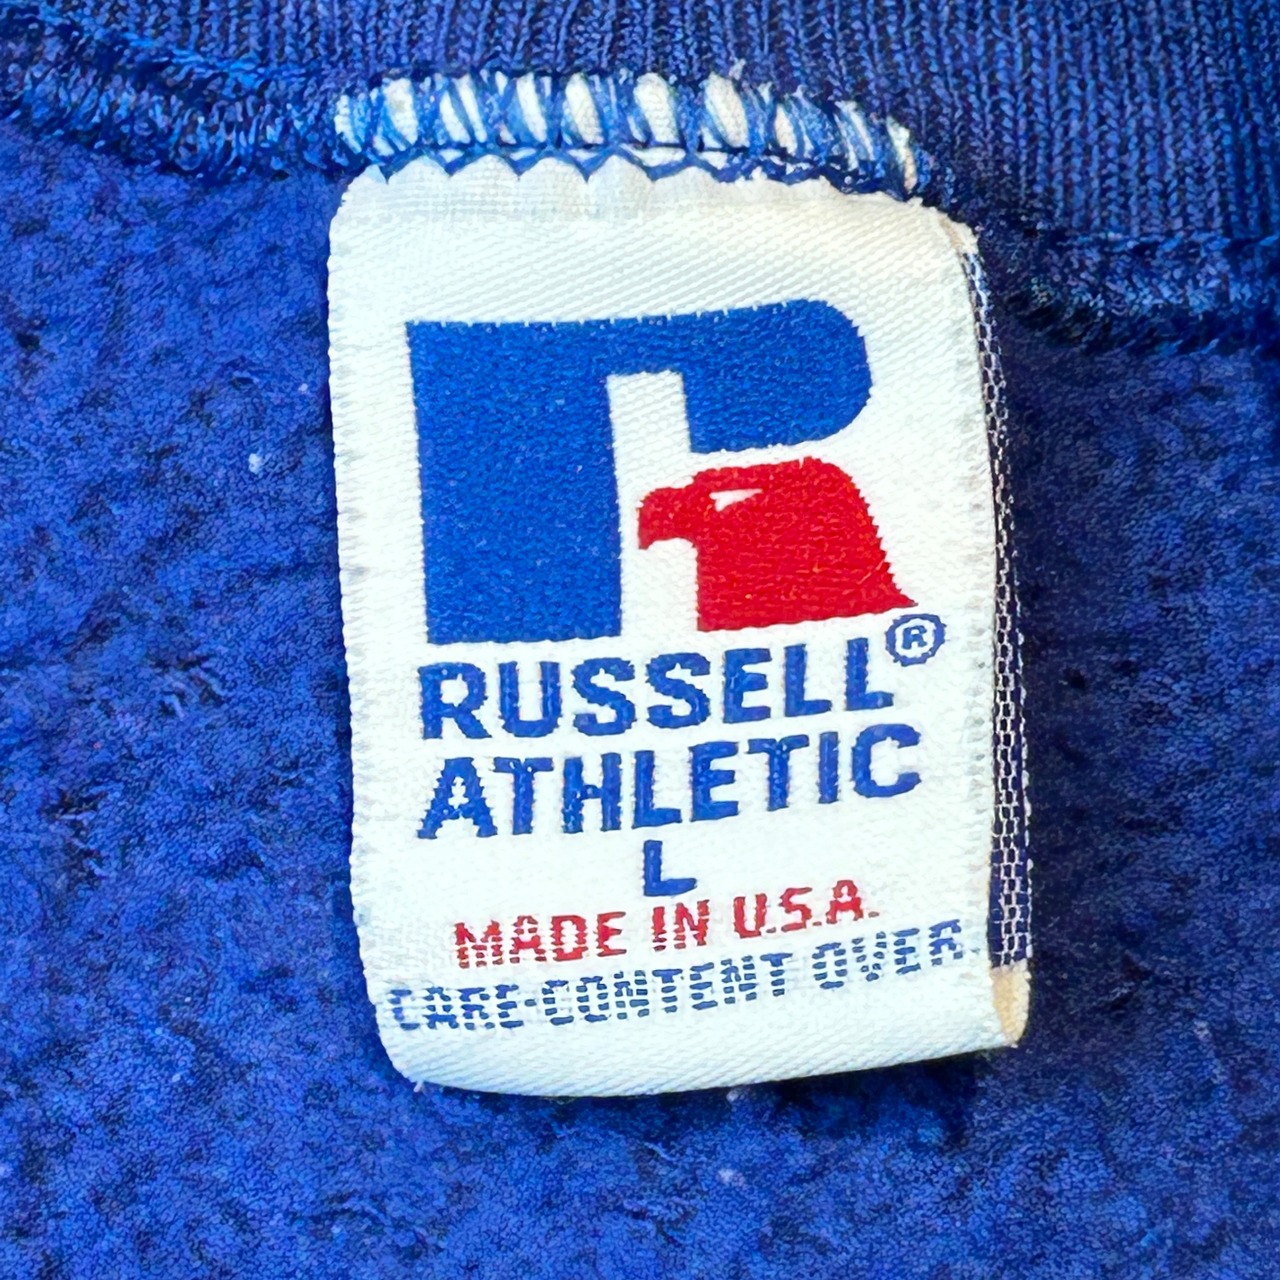 RUSSELL®
ATHLETIC
L
MADE IN U.S.A.
CARE·CONTENT OVER